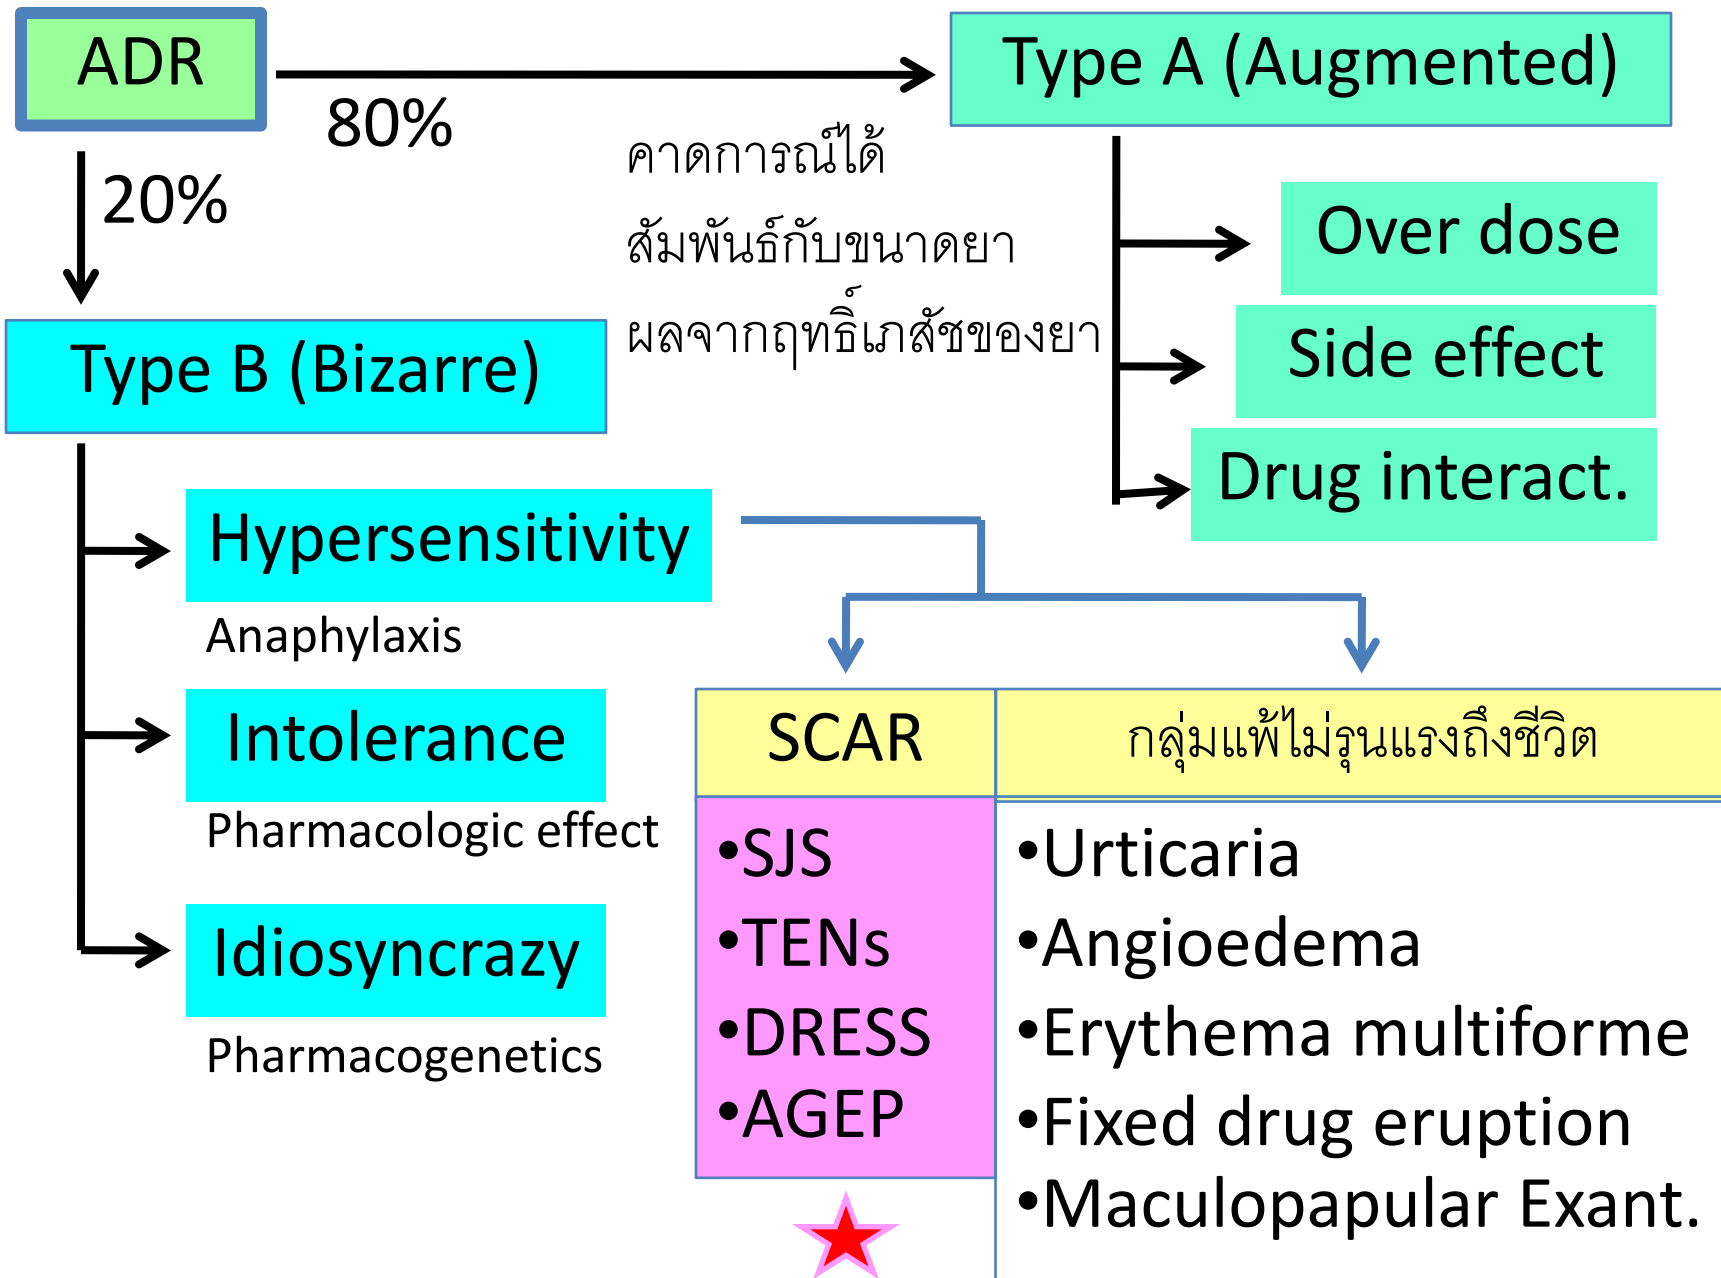 ADR
80%
20%
Type A (Augmented)
คาดการณ์ได้
สัมพันธ์กับขนาดยา
ผลจากฤทธิ์เภสัชของยา
Over dose
Side effect
Drug interact.
Type B (Bizarre)
Hypersensitivity
Anaphylaxis
Intolerance
Pharmacologic effect
Idiosyncrazy
Pharmacogenetics
SCAR
•SJS
•TENs
•DRESS
•AGEP
กลุ่มแพ้ไม่รุนแรงถึงชีวิต
•Urticaria
•Angioedema
•Erythema multiforme
•Fixed drug eruption
•Maculopapular Exant.